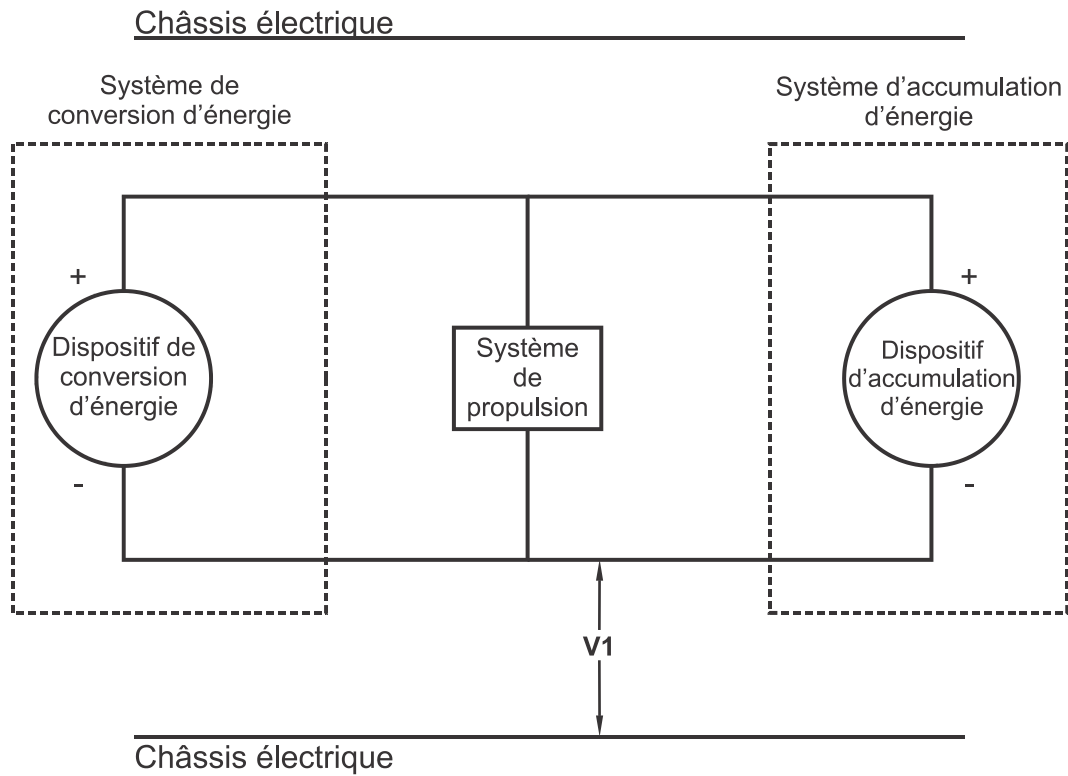 Châssis électrique
Système de
conversion d'énergie
Système d'accumulation
d'énergie
+
+
Dispositif de
conversion
d'énergie
Système
de
propulsion
Dispositif
d'accumulation
d'énergie
-
-
V1
Châssis électrique